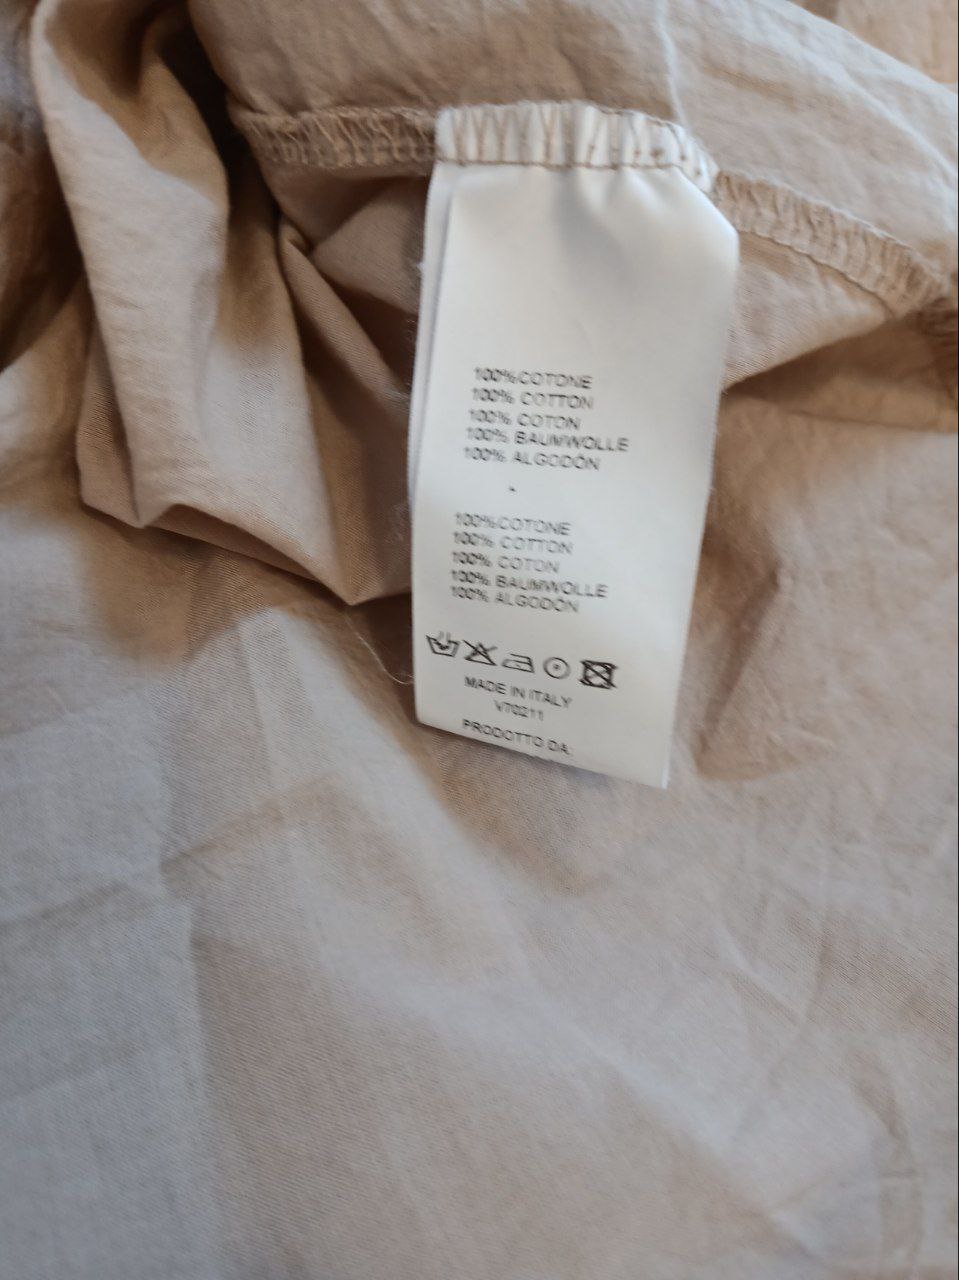 100%COTONE
100% COTTON
100% COTON
100% BAUMWOLLE
100% ALGODÓN
-
100%COTONE
100% COTTON
100% COTON
100% BAUMWOLLE
100% ALGODÓN
MADE IN ITALY
V70211
PRODOTTO DA: